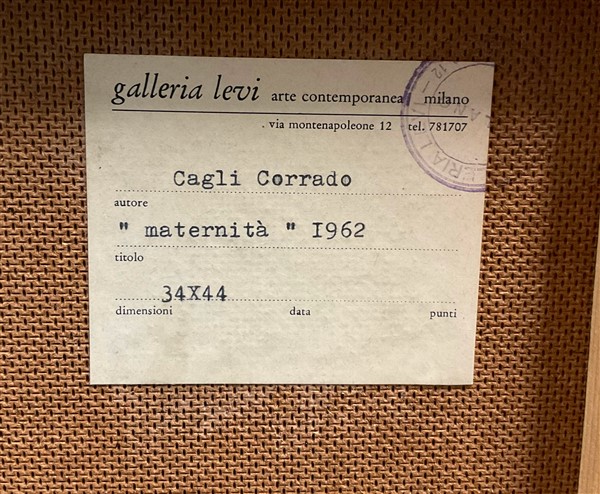 galleria levi arte contemporanea milano
via montenapoleone 12 tel. 781707
Cagli Corrado
autore
" maternità " I962
titolo
34X44
dimensioni data punti